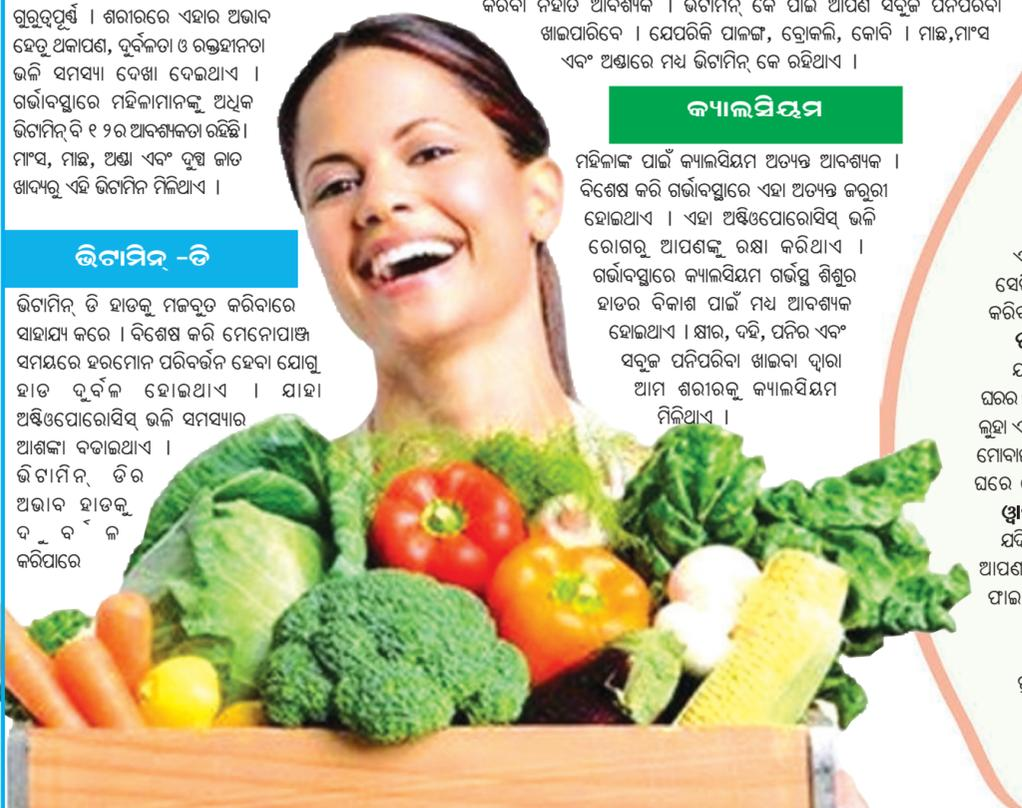 ଗୁରୁତ୍ୱପୂର୍ଣ୍ଣ । ଶରୀରରେ ଏହାର ଅଭାବ
ହେତୁ ଥକାପଣ, ଦୁର୍ବଳତା ଓ ରକ୍ତହୀନତା
ଭଳି ସମସ୍ୟା ଦେଖା ଦେଇଥାଏ ।
ଗର୍ଭାବସ୍ଥାରେ ମହିଳାମାନଙ୍କୁ ଅଧିକ
ଭିଟାମିନ୍ ବି ୧୨ର ଆବଶ୍ୟକତା ରହିଛି।
ମାଂସ, ମାଛ, ଅଣ୍ଡା ଏବଂ ଦୁଗ୍ଧ ଜାତ
ଖାଦ୍ୟରୁ ଏହି ଭିଟାମିନ ମିଳିଥାଏ ।
ଭିଟାମିନ୍ -ଡି
ଭିଟାମିନ୍ ଡି ହାଡକୁ ମଜବୁତ କରିବାରେ
ସାହାଯ୍ୟ କରେ । ବିଶେଷ କରି ମେନୋପାଞ୍ଜ
ସମୟରେ ହରମୋନ ପରିବର୍ତ୍ତନ ହେବା ଯୋଗୁ
ହାଡ ଦୁର୍ବଳ ହୋଇଥାଏ । ଯାହା
ଅଷ୍ଟିଓପୋରୋସିସ୍ ଭଳି ସମସ୍ୟାର
ଆଶଙ୍କା ବଢାଇଥାଏ ।
ଭିଟାମିନ୍ ଡିର
ଅଭାବ ହାଡକୁ
ଦୁର୍ବଳ
କରିପାରେ
କରିବା ନିହାତି ଆବଶ୍ୟକ । ଭିଟାମିନ୍ କେ ପାଇଁ ଆପଣ ସବୁଜ ପନିପରିବା
ଖାଇପାରିବେ । ଯେପରିକି ପାଳଙ୍ଗ, ବ୍ରୋକଲି, କୋବି । ମାଛ,ମାଂସ
ଏବଂ ଅଣ୍ଡାରେ ମଧ୍ୟ ଭିଟାମିନ୍ କେ ରହିଥାଏ ।
କ୍ୟାଲସିୟମ
ମହିଳାଙ୍କ ପାଇଁ କ୍ୟାଲସିୟମ ଅତ୍ୟନ୍ତ ଆବଶ୍ୟକ ।
ବିଶେଷ କରି ଗର୍ଭାବସ୍ଥାରେ ଏହା ଅତ୍ୟନ୍ତ ଜରୁରୀ
ହୋଇଥାଏ । ଏହା ଅଷ୍ଟିଓପୋରୋସିସ୍ ଭଳି
ରୋଗରୁ ଆପଣଙ୍କୁ ରକ୍ଷା କରିଥାଏ ।
ଗର୍ଭାବସ୍ଥାରେ କ୍ୟାଲସିୟମ ଗର୍ଭସ୍ଥ ଶିଶୁର
ହାଡର ବିକାଶ ପାଇଁ ମଧ୍ୟ ଆବଶ୍ୟକ
ହୋଇଥାଏ । କ୍ଷୀର, ଦହି, ପନିର ଏବଂ
ସବୁଜ ପନିପରିବା ଖାଇବା ଦ୍ୱାରା
ଆମ ଶରୀରକୁ କ୍ୟାଲସିୟମ
ମିଳିଥାଏ ।
ଘରର
ଲୁହା
ଘରେ
ଆପଣ